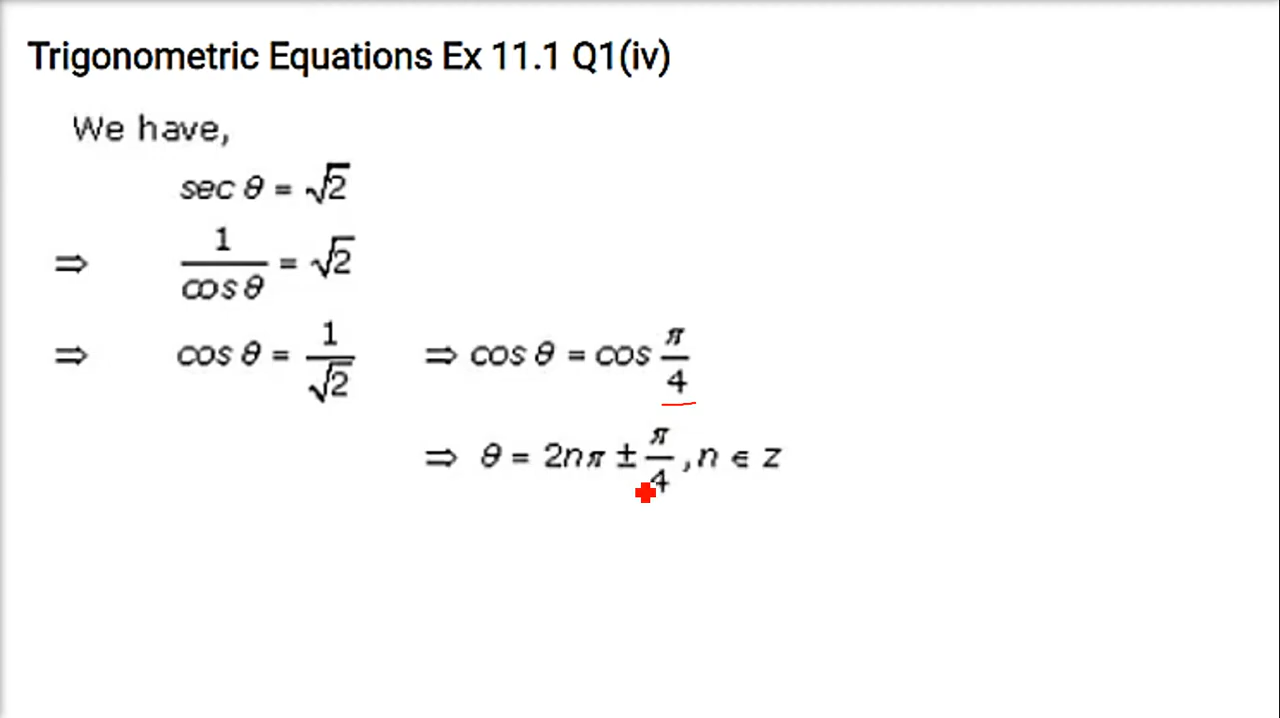 Trigonometric Equations Ex 11.1 Q1(iv)
We have,
sec θ = √2
⇒ 1/cos θ = √2
⇒ cos θ = 1/√2 ⇒ cos θ = cos π/4
⇒ θ = 2nπ ± π/4, n ∈ z